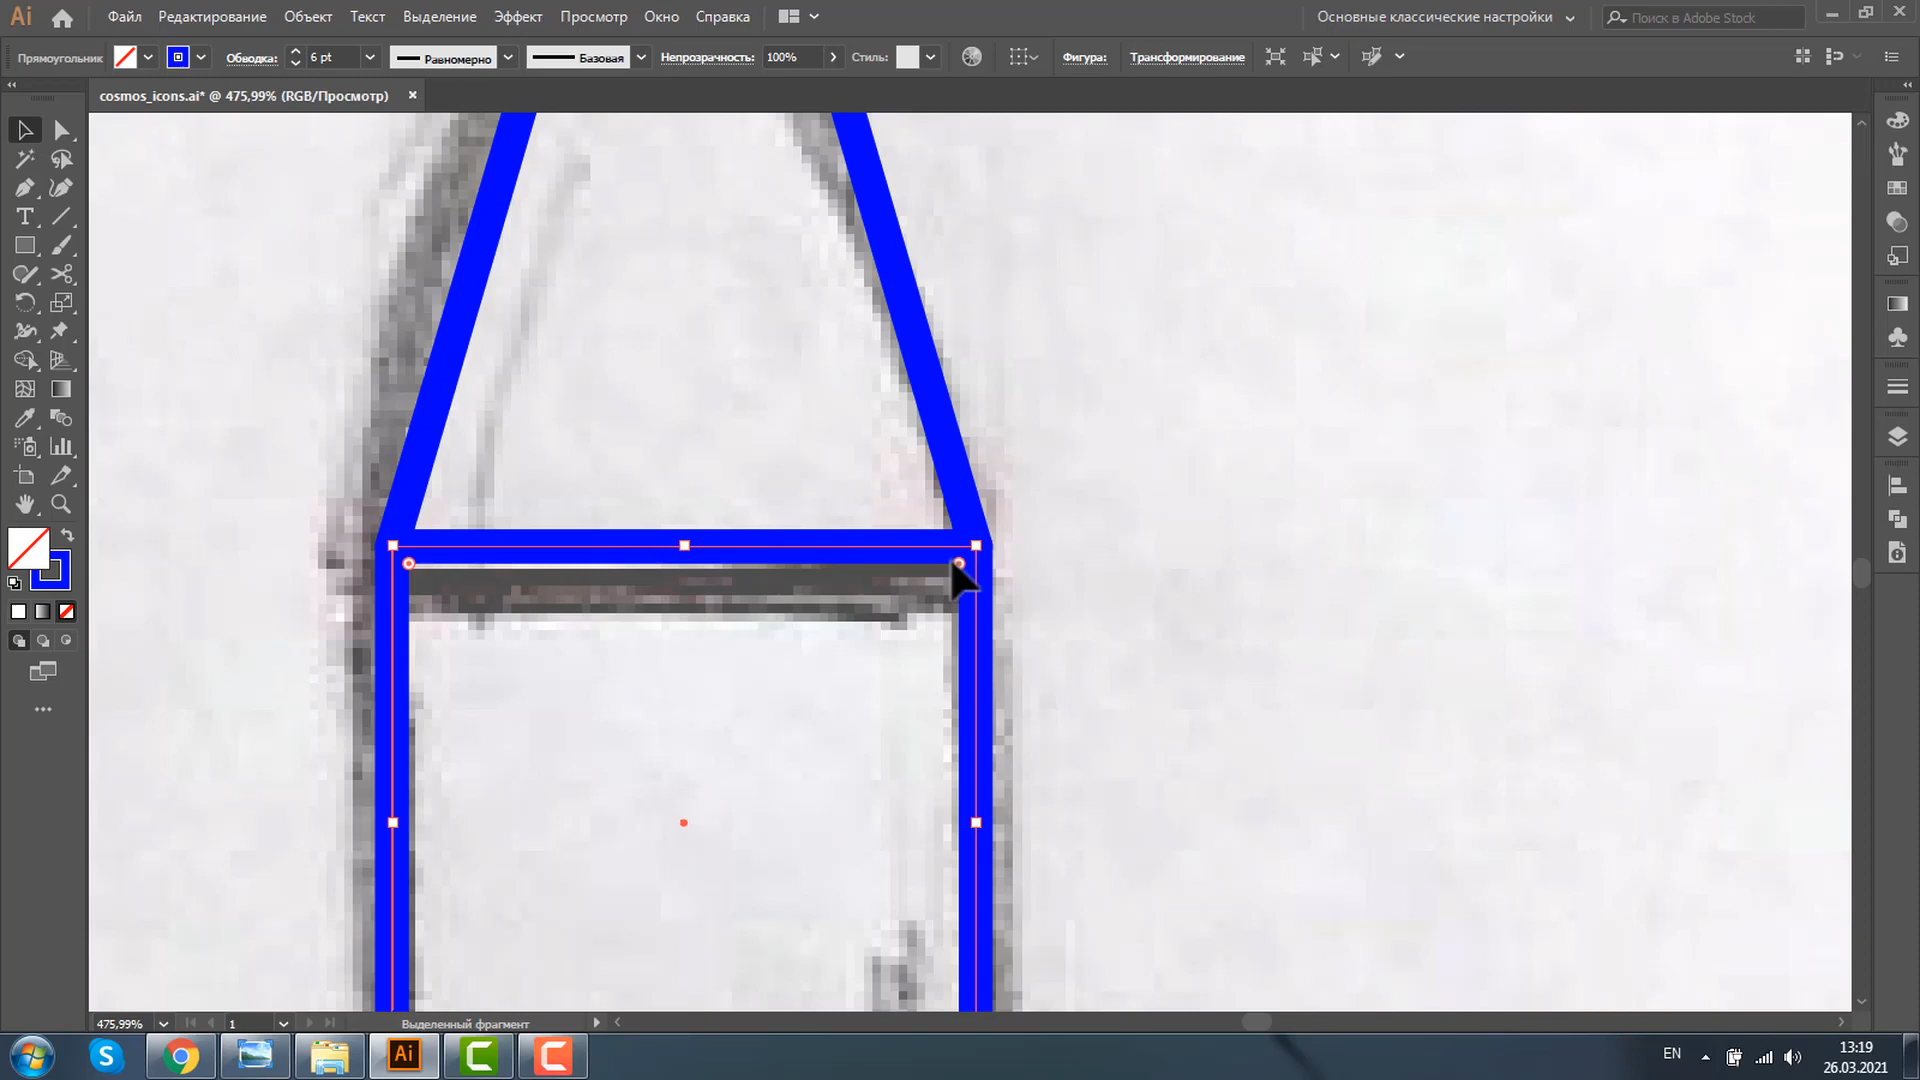 Ai Файл Редактирование Объект Текст Выделение Эффект Просмотр Окно Справка Основные классические настройки Поиск в Adobe Stock
Прямоугольник Обводка: 6 pt Равномерно Базовая Непрозрачность: 100% Стиль: Фигура: Трансформирование
cosmos_icons.ai* @ 475,99% (RGB/Просмотр) ×
475,99% 1 Выделенный фрагмент
Ai EN 13:19
26.03.2021